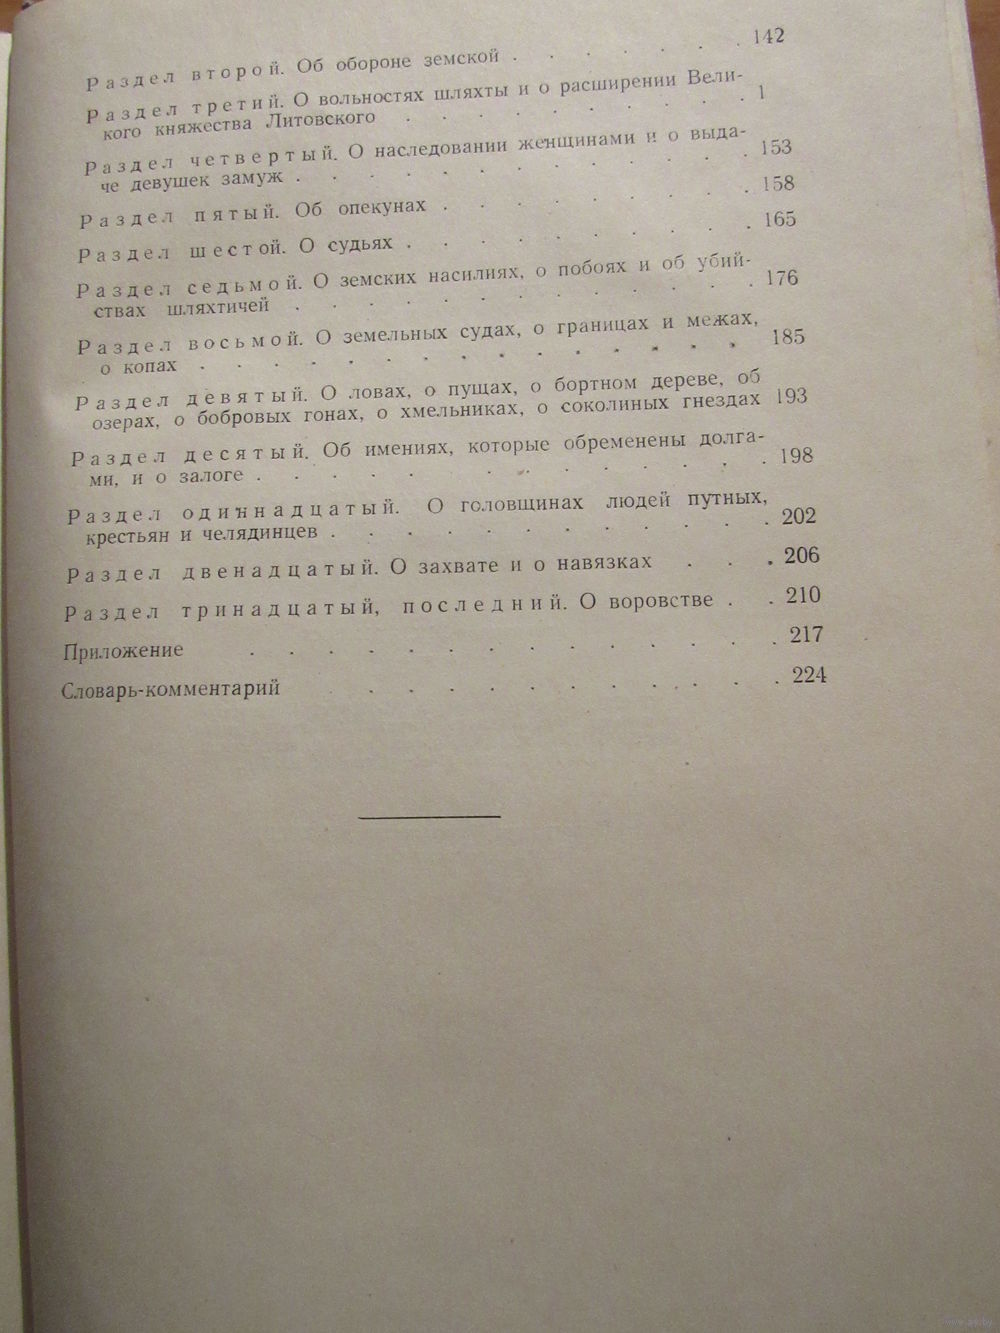 Раздел второй. Об обороне земской . . . . . . . 142
Раздел третий. О вольностях шляхты и о расширении Вели-
кого княжества Литовского . . . . . . . . . . 1
Раздел четвертый. О наследовании женщинами и о выда-
че девушек замуж . . . . . . . . . . . . 153
Раздел пятый. Об опекунах . . . . . . . . . 158
Раздел шестой. О судьях . . . . . . . . . . 165
Раздел седьмой. О земских насилиях, о побоях и об убий-
ствах шляхтичей . . . . . . . . . . . . 176
Раздел восьмой. О земельных судах, о границах и межах,
о копах . . . . . . . . . . . . . . . 185
Раздел девятый. О ловах, о пущах, о бортном дереве, об
озерах, о бобровых гонах, о хмельниках, о соколиных гнездах 193
Раздел десятый. Об имениях, которые обременены долга-
ми, и о залоге . . . . . . . . . . . . . 198
Раздел одиннадцатый. О головщинах людей путных,
крестьян и челядинцев . . . . . . . . . . . 202
Раздел двенадцатый. О захвате и о навязках . . . 206
Раздел тринадцатый, последний. О воровстве . . 210
Приложение . . . . . . . . . . . . . 217
Словарь-комментарий . . . . . . . . . . . 224